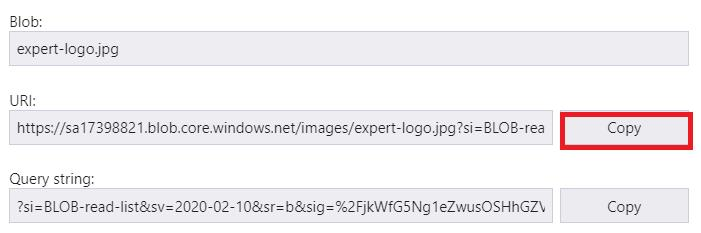 Blob:
expert-logo.jpg
URI:
https://sa17398821.blob.core.windows.net/images/expert-logo.jpg?si=BLOB-rea
Copy
Query string:
?si=BLOB-read-list&sv=2020-02-10&sr=b&sig=%2FjkWfG5Ng1eZwusOSHhGZV
Copy